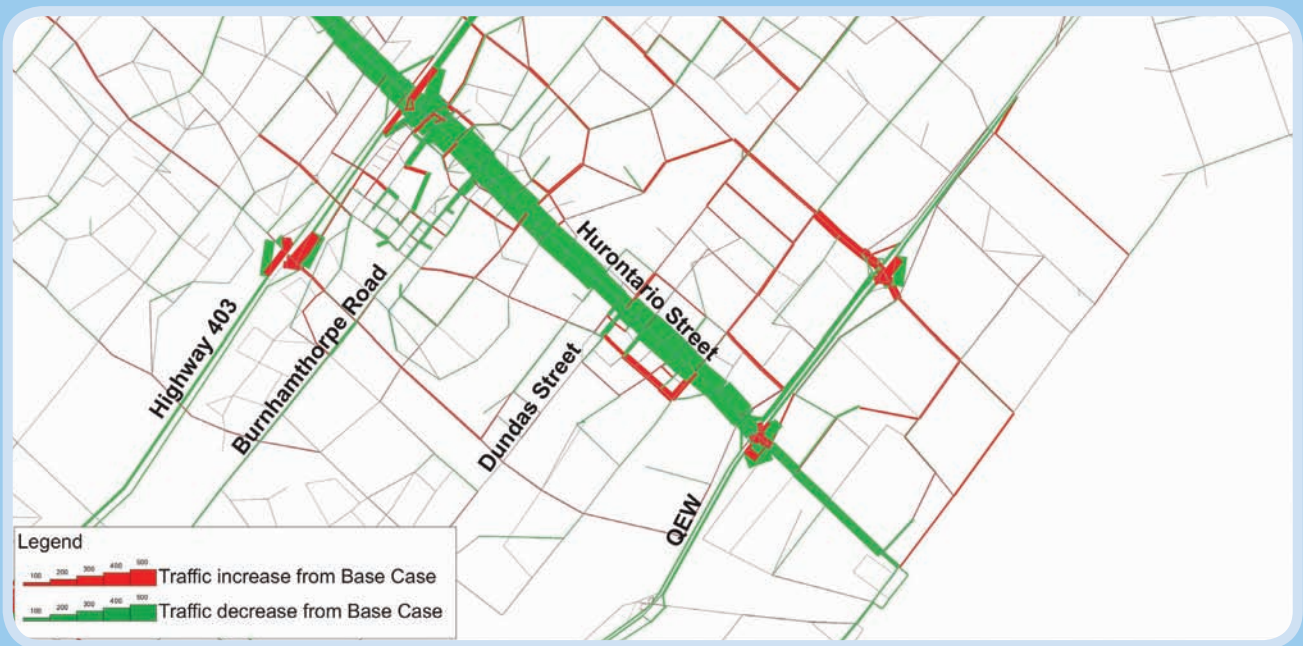 Hurontario Street
Highway 403
Burnhamthorpe Road
Dundas Street
QEW
Legend
100 200 300 400 500
Traffic increase from Base Case
100 200 300 400 500
Traffic decrease from Base Case